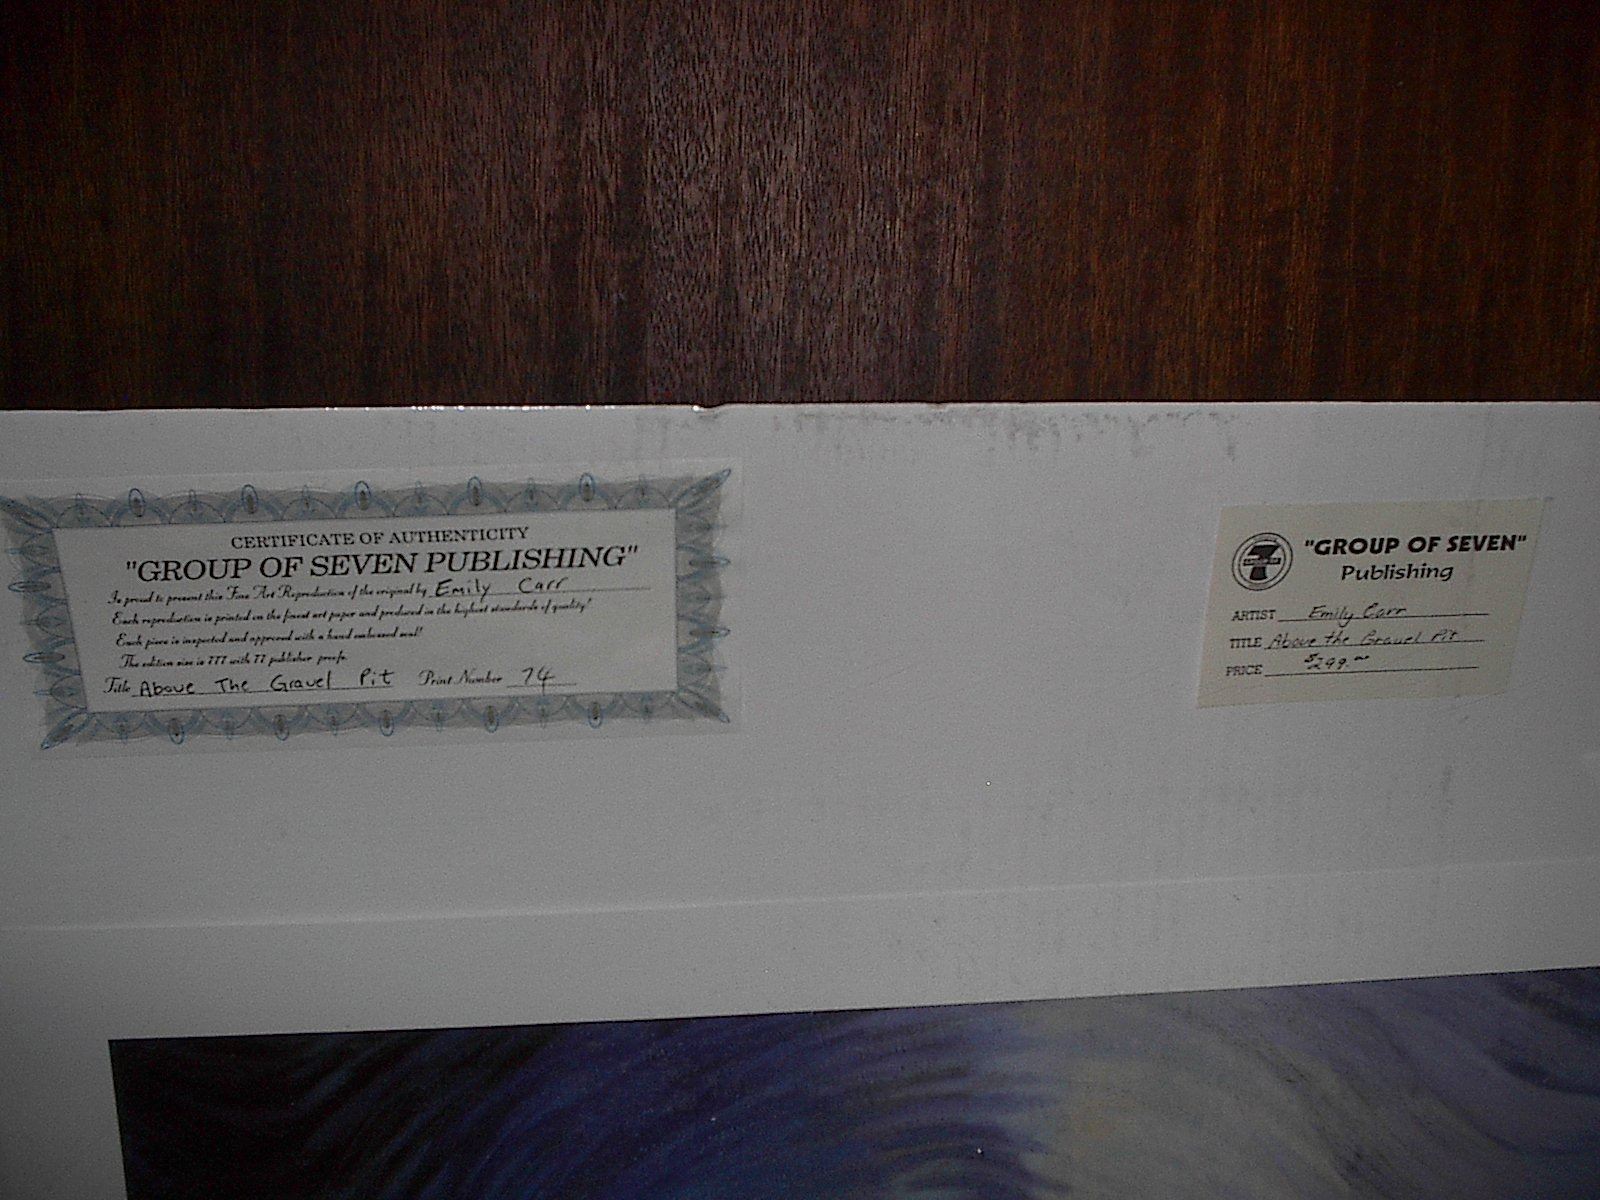 CERTIFICATE OF AUTHENTICITY
"GROUP OF SEVEN PUBLISHING"
Is proud to present this Fine Art Reproduction of the original by Emily Carr
Each reproduction is printed on the finest art paper and produced in the highest standards of quality!
Each piece is inspected and approved with a hand embossed seal!
The edition size is 777 with 77 publisher proofs.
Title Above The Gravel Pit Print Number 74
7
"GROUP OF SEVEN"
Publishing
ARTIST Emily Carr
TITLE Above the Gravel Pit
PRICE $299.00